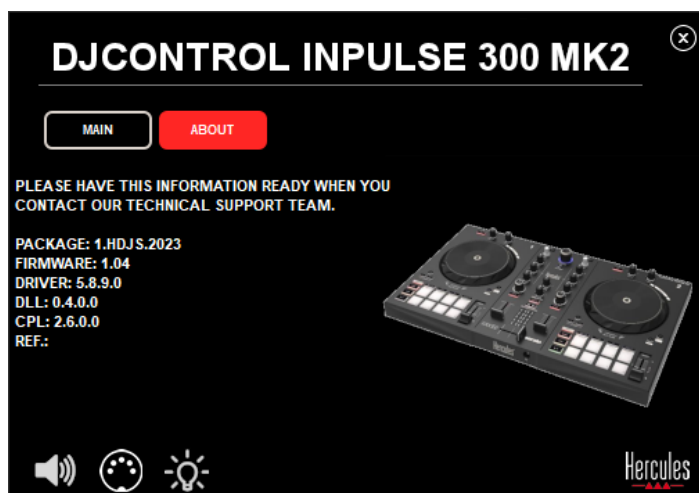 DJCONTROL INPULSE 300 MK2
MAIN
ABOUT
PLEASE HAVE THIS INFORMATION READY WHEN YOU
CONTACT OUR TECHNICAL SUPPORT TEAM.
PACKAGE: 1.HDJS.2023
FIRMWARE: 1.04
DRIVER: 5.8.9.0
DLL: 0.4.0.0
CPL: 2.6.0.0
REF.:
Hercules
Hercules